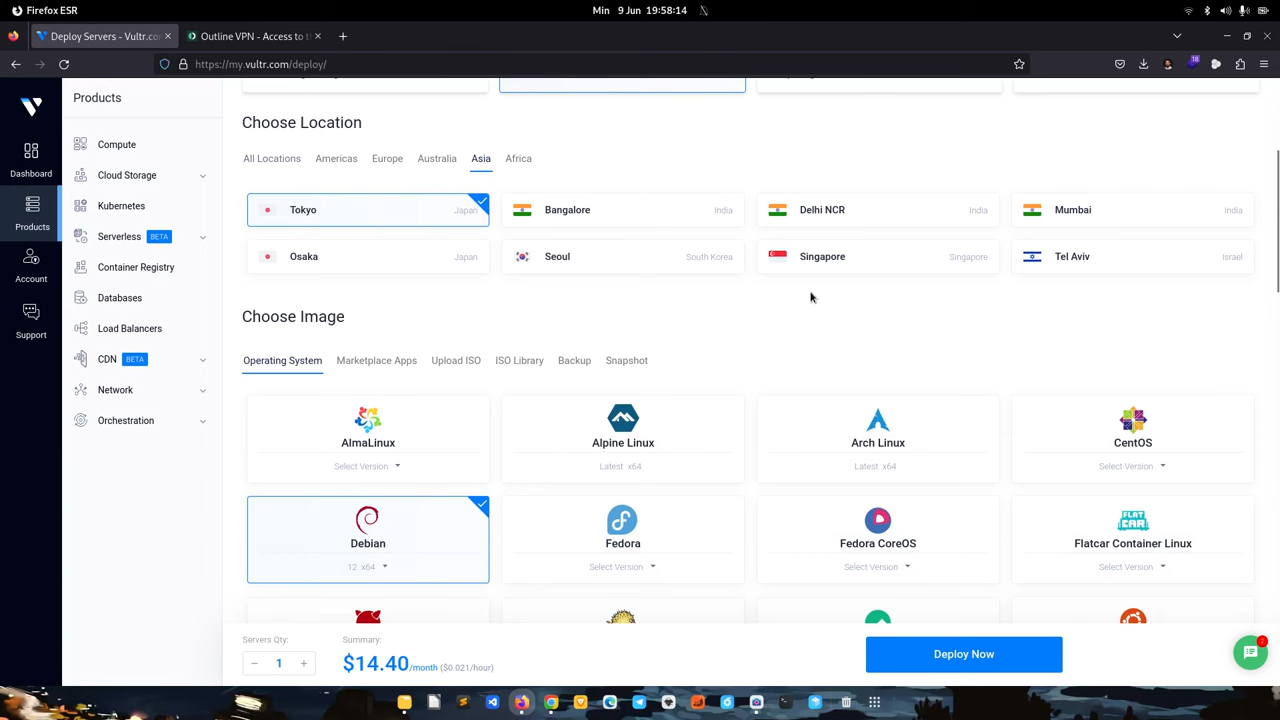 Firefox ESR
Min 9 Jun 19:58:14
Deploy Servers - Vultr.co
Outline VPN - Access to th
https://my.vultr.com/deploy/
18
Products
Dashboard
Products
Account
Support
Compute
Cloud Storage
Kubernetes
Serverless BETA
Container Registry
Databases
Load Balancers
CDN BETA
Network
Orchestration
Choose Location
All Locations Americas Europe Australia Asia Africa
Tokyo Japan
Bangalore India
Delhi NCR India
Mumbai India
Osaka Japan
Seoul South Korea
Singapore Singapore
Tel Aviv Israel
Choose Image
Operating System Marketplace Apps Upload ISO ISO Library Backup Snapshot
AlmaLinux
Select Version
Alpine Linux
Latest x64
Arch Linux
Latest x64
CentOS
Select Version
Debian
12 x64
Fedora
Select Version
Fedora CoreOS
Select Version
FLAT CAR
Flatcar Container Linux
Select Version
Servers Qty:
1
Summary:
$14.40/month ($0.021/hour)
Deploy Now